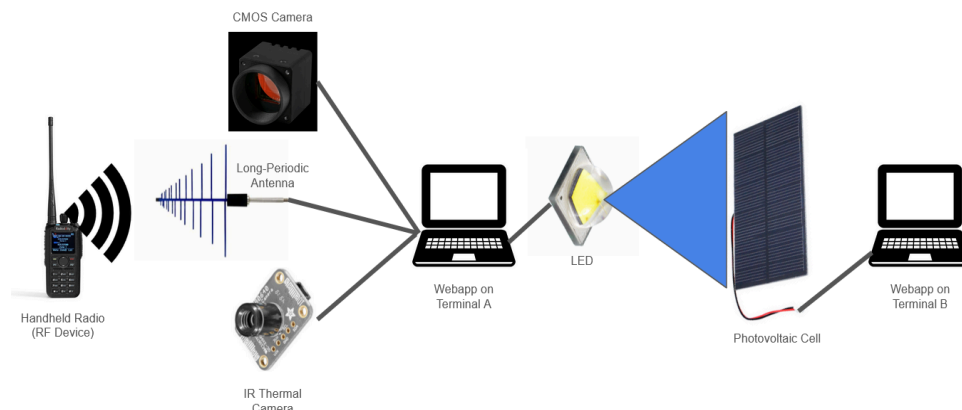 CMOS Camera
Long-Periodic
Antenna
Handheld Radio
(RF Device)
IR Thermal
Camera
Webapp on
Terminal A
LED
Photovoltaic Cell
Webapp on
Terminal B